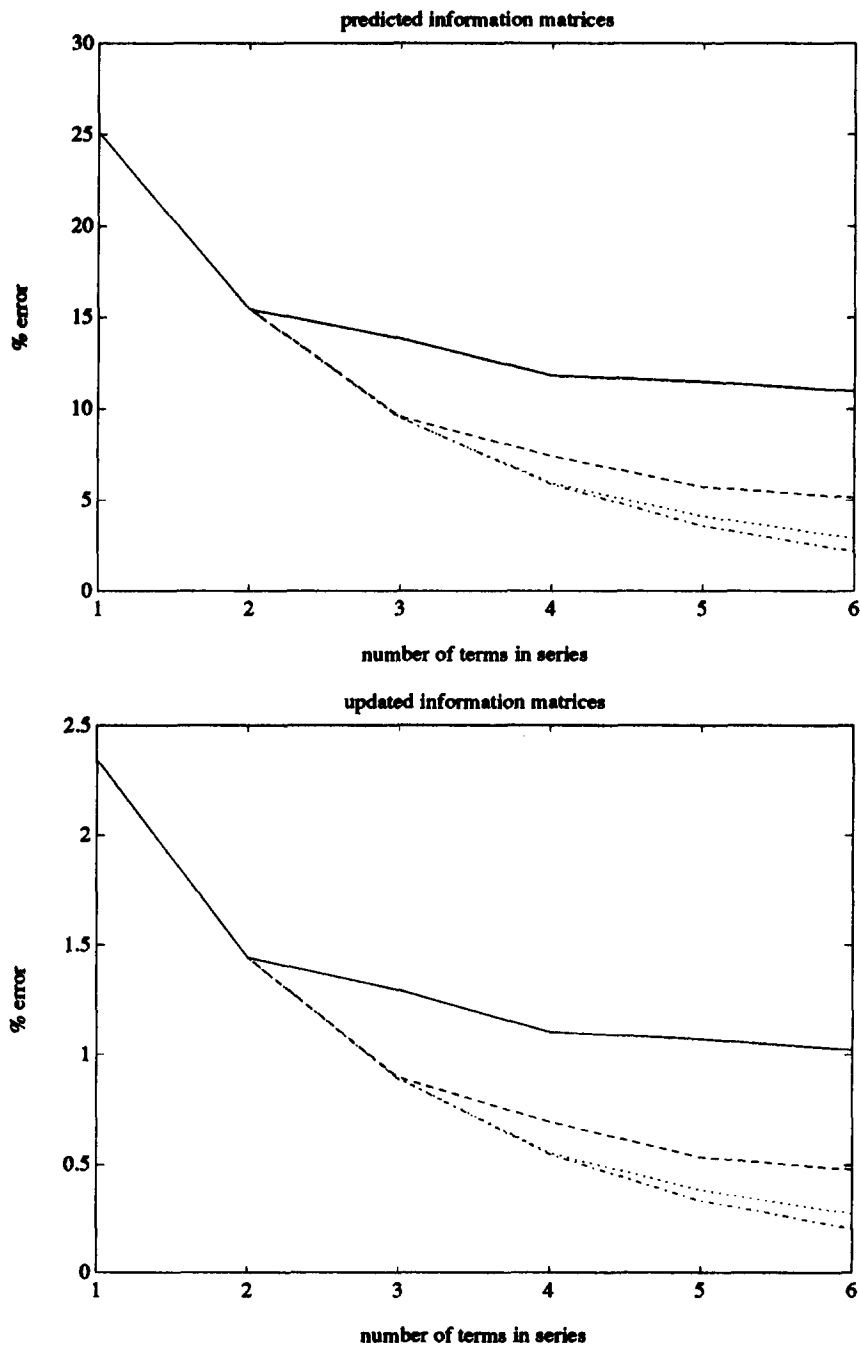 predicted information matrices
30
25
20
15
10
5
0
% error
1 2 3 4 5 6
number of terms in series
updated information matrices
2.5
2
1.5
1
0.5
0
% error
1 2 3 4 5 6
number of terms in series